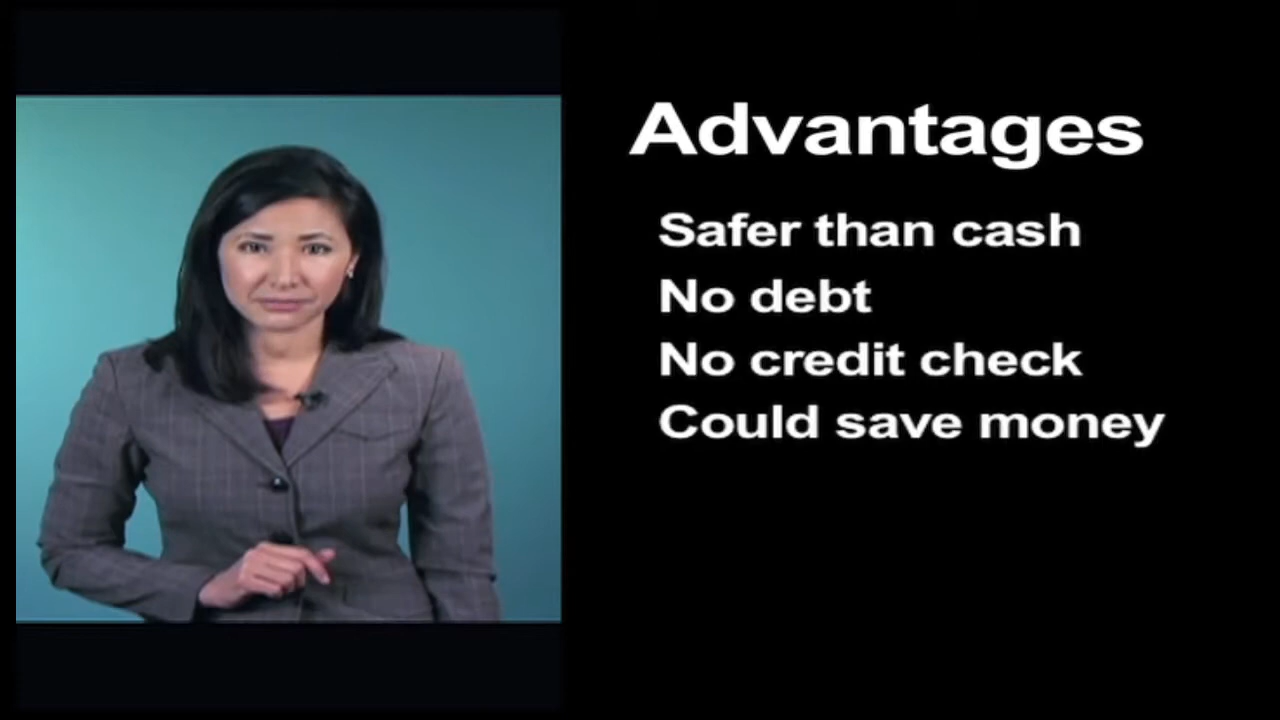 Advantages
Safer than cash
No debt
No credit check
Could save money